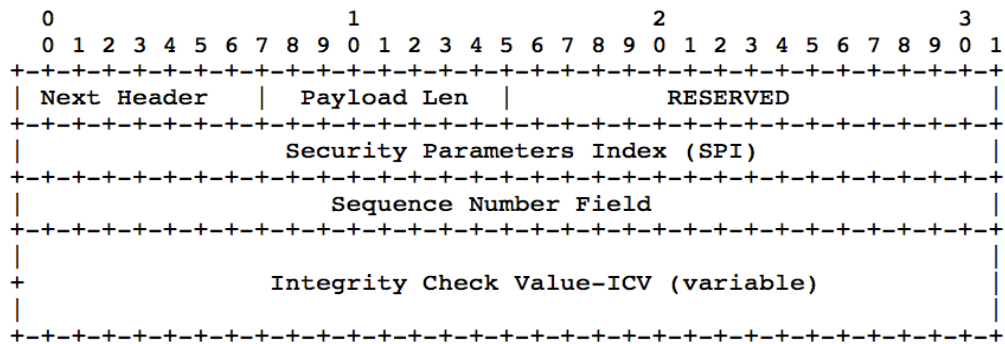 0                   1                   2                   3
 0 1 2 3 4 5 6 7 8 9 0 1 2 3 4 5 6 7 8 9 0 1 2 3 4 5 6 7 8 9 0 1
+-+-+-+-+-+-+-+-+-+-+-+-+-+-+-+-+-+-+-+-+-+-+-+-+-+-+-+-+-+-+-+-+
| Next Header   |  Payload Len  |          RESERVED             |
+-+-+-+-+-+-+-+-+-+-+-+-+-+-+-+-+-+-+-+-+-+-+-+-+-+-+-+-+-+-+-+-+
|                 Security Parameters Index (SPI)               |
+-+-+-+-+-+-+-+-+-+-+-+-+-+-+-+-+-+-+-+-+-+-+-+-+-+-+-+-+-+-+-+-+
|                    Sequence Number Field                      |
+-+-+-+-+-+-+-+-+-+-+-+-+-+-+-+-+-+-+-+-+-+-+-+-+-+-+-+-+-+-+-+-+
|                                                               |
+                Integrity Check Value-ICV (variable)           |
|                                                               |
+-+-+-+-+-+-+-+-+-+-+-+-+-+-+-+-+-+-+-+-+-+-+-+-+-+-+-+-+-+-+-+-+